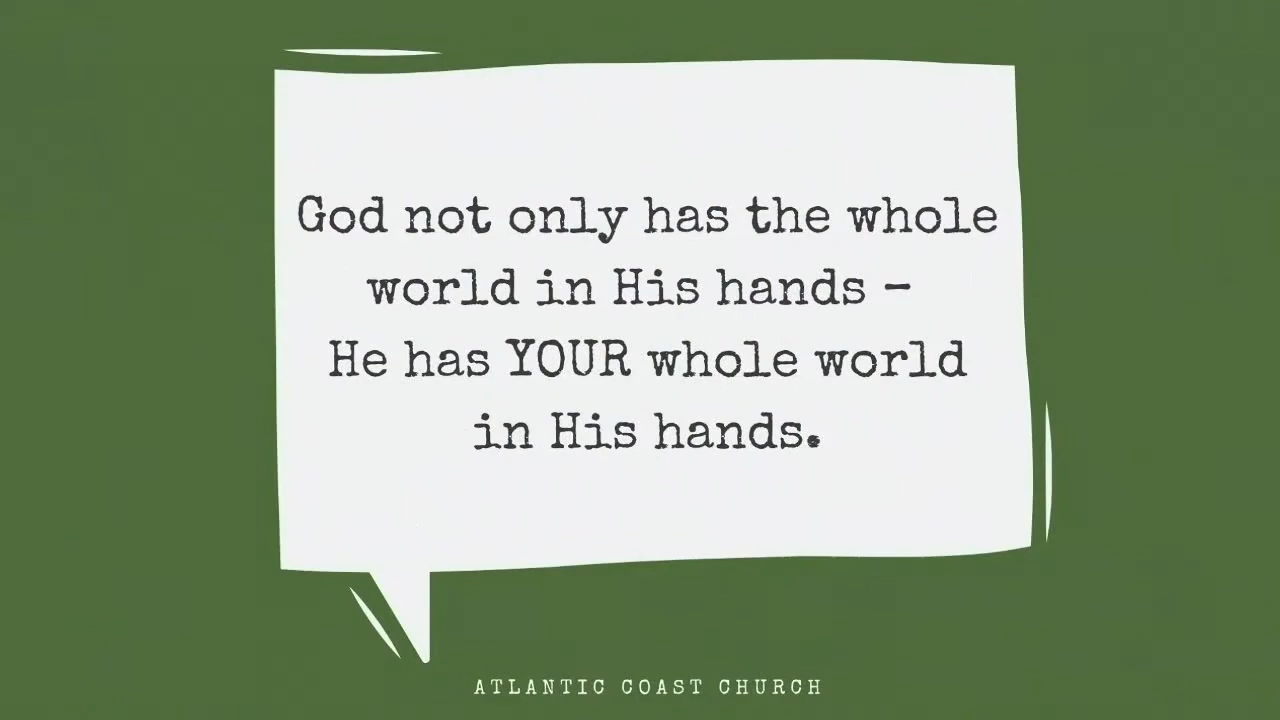 God not only has the whole
world in His hands –
He has YOUR whole world
in His hands.
ATLANTIC COAST CHURCH